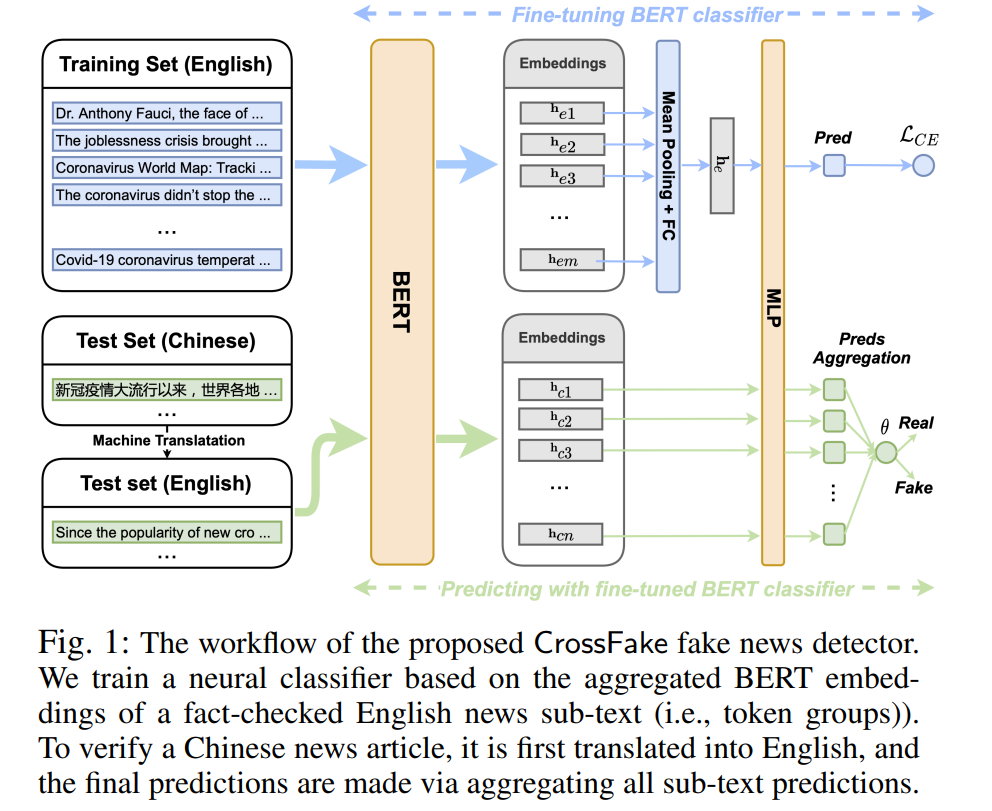 Fine-tuning BERT classifier
Training Set (English)
Dr. Anthony Fauci, the face of ...
The joblessness crisis brought ...
Coronavirus World Map: Tracki ...
The coronavirus didn't stop the ...
...
Covid-19 coronavirus temperat ...
Test Set (Chinese)
新冠疫情大流行以来，世界各地 ...
...
Machine Translatation
Test set (English)
Since the popularity of new cro ...
...
BERT
Embeddings
h_{e1}
h_{e2}
h_{e3}
...
h_{em}
Mean Pooling + FC
h_e
Embeddings
h_{c1}
h_{c2}
h_{c3}
...
h_{cn}
MLP
Pred
L_{CE}
Preds
Aggregation
θ
Real
Fake
...
Predicting with fine-tuned BERT classifier
Fig. 1: The workflow of the proposed CrossFake fake news detector.
We train a neural classifier based on the aggregated BERT embed-
dings of a fact-checked English news sub-text (i.e., token groups)).
To verify a Chinese news article, it is first translated into English, and
the final predictions are made via aggregating all sub-text predictions.